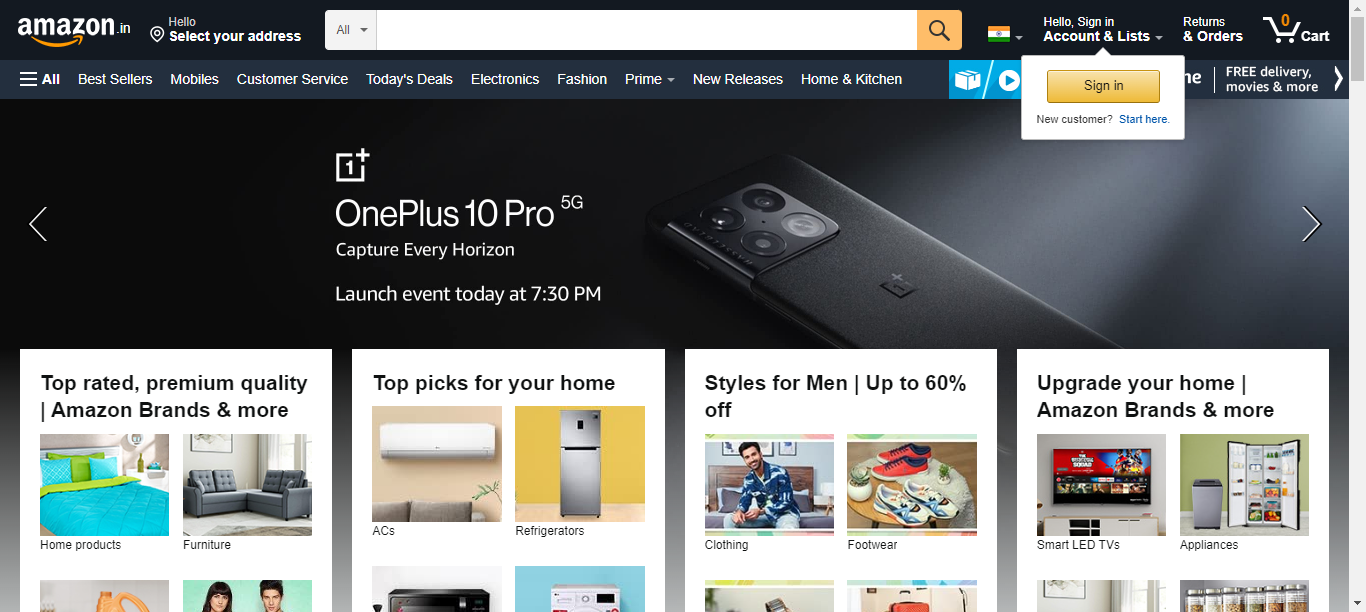 amazon.in
Hello
Select your address
All
Hello, Sign in
Account & Lists
Returns
& Orders
0
Cart
All
Best Sellers
Mobiles
Customer Service
Today's Deals
Electronics
Fashion
Prime
New Releases
Home & Kitchen
FREE delivery,
movies & more
Sign in
New customer? Start here.
OnePlus 10 Pro 5G
Capture Every Horizon
Launch event today at 7:30 PM
Top rated, premium quality
| Amazon Brands & more
Home products
Furniture
Top picks for your home
ACs
Refrigerators
Styles for Men | Up to 60%
off
Clothing
Footwear
Upgrade your home |
Amazon Brands & more
Smart LED TVs
Appliances